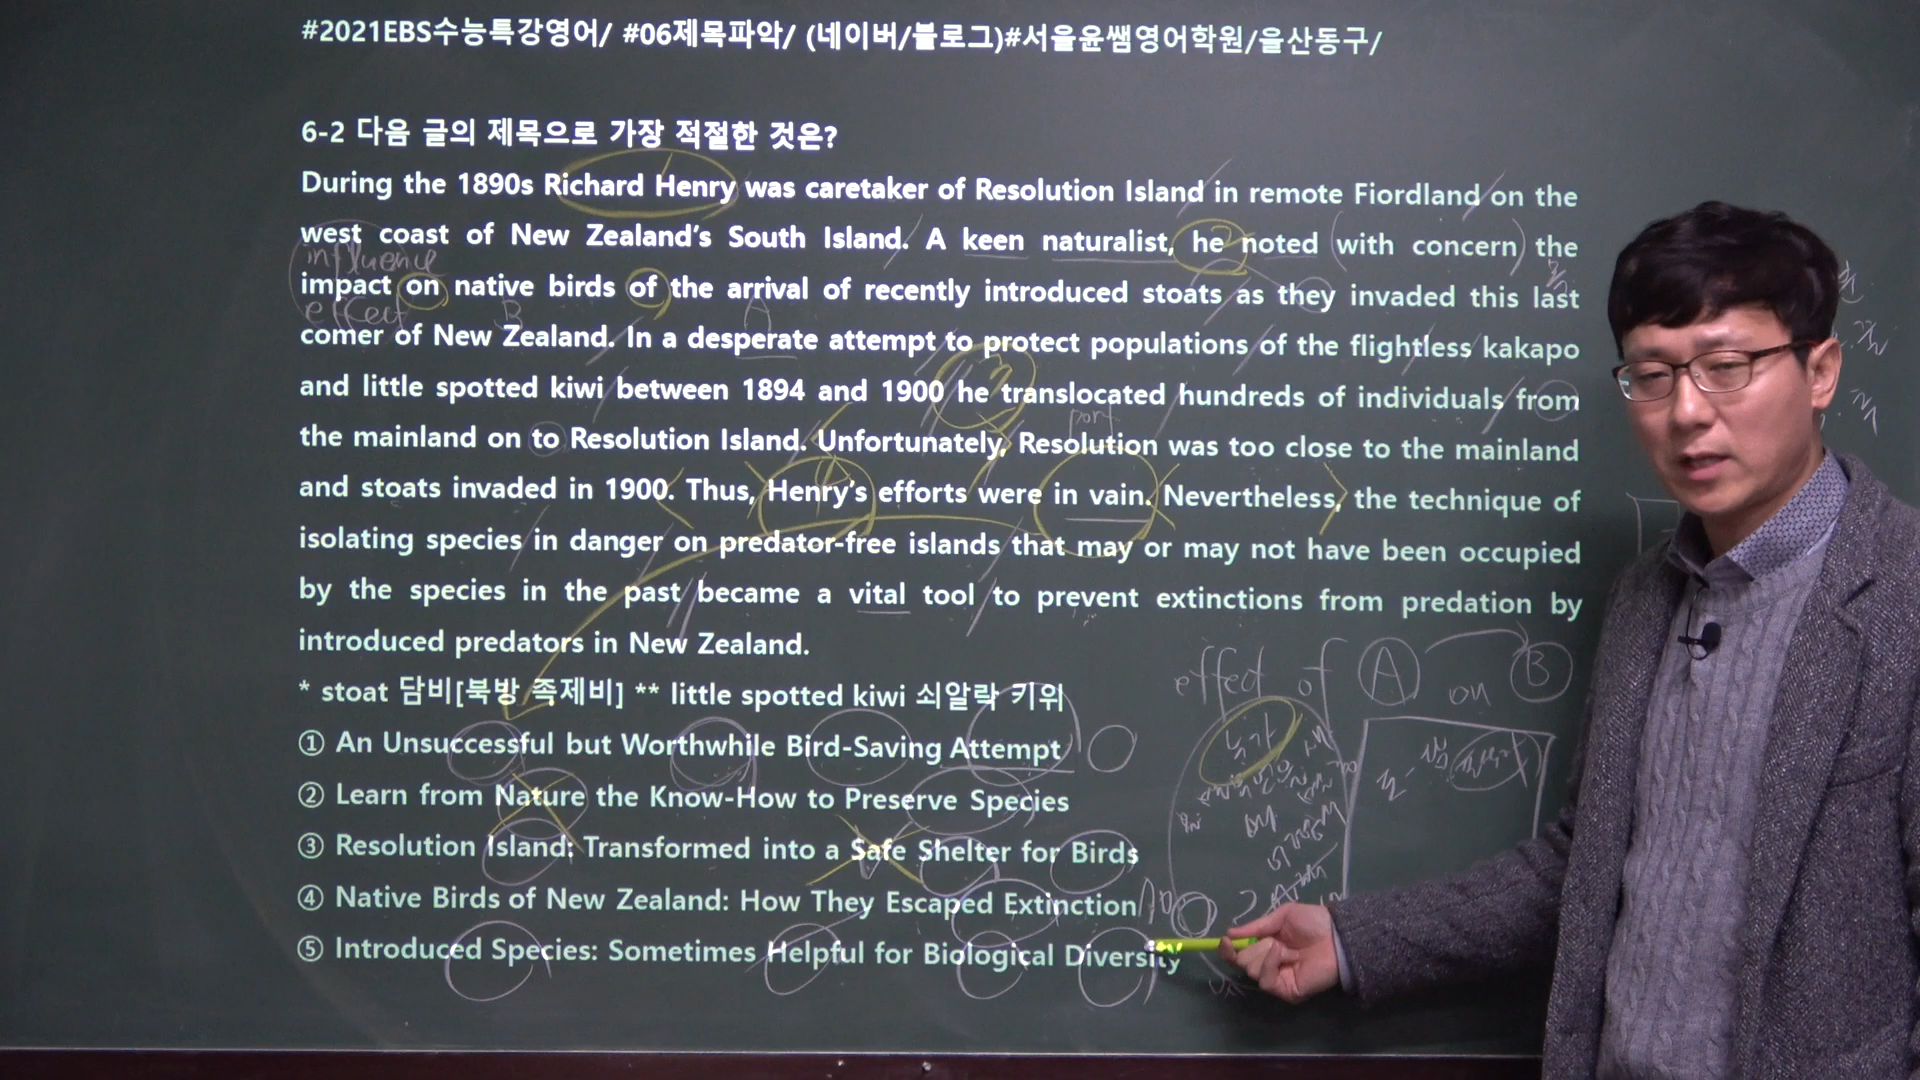 #2021EBS수능특강영어/ #06제목파악/ (네이버/블로그)#서울윤쌤영어학원/울산동구/
6-2 다음 글의 제목으로 가장 적절한 것은?
During the 1890s Richard Henry was caretaker of Resolution Island in remote Fiordland on the
west coast of New Zealand's South Island. A keen naturalist, he noted with concern the
influence
impact on native birds of the arrival of recently introduced stoats as they invaded this last
effect B A
corner of New Zealand. In a desperate attempt to protect populations of the flightless kakapo
and little spotted kiwi between 1894 and 1900 he translocated hundreds of individuals from
port
the mainland on to Resolution Island. Unfortunately, Resolution was too close to the mainland
and stoats invaded in 1900. Thus, Henry's efforts were in vain. Nevertheless, the technique of
isolating species in danger on predator-free islands that may or may not have been occupied
by the species in the past became a vital tool to prevent extinctions from predation by
introduced predators in New Zealand.
effect of A on B
* stoat 담비[북방 족제비] ** little spotted kiwi 쇠알락 키위
① An Unsuccessful but Worthwhile Bird-Saving Attempt
② Learn from Nature the Know-How to Preserve Species
③ Resolution Island: Transformed into a Safe Shelter for Birds
④ Native Birds of New Zealand: How They Escaped Extinction
⑤ Introduced Species: Sometimes Helpful for Biological Diversity